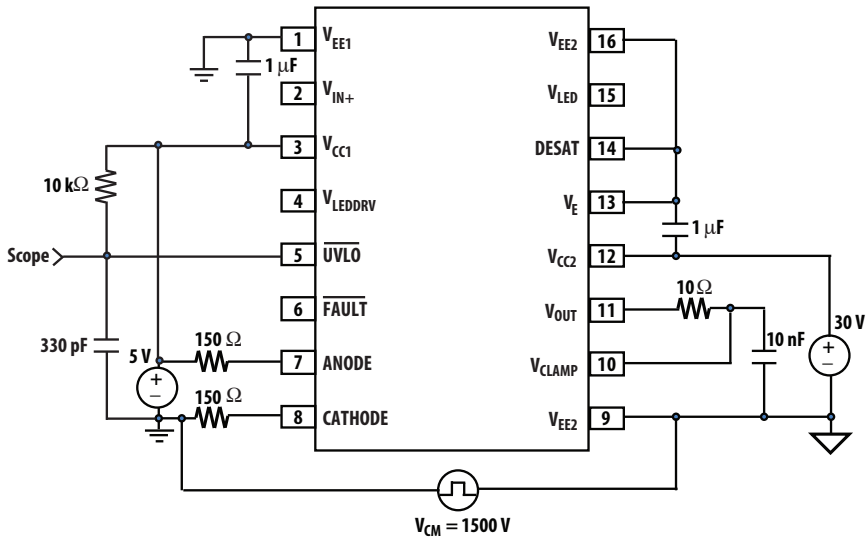 1 V_EE1
V_EE2 16
1 μF
2 V_IN+
V_LED 15
3 V_CC1
DESAT 14
10 kΩ
4 V_LEDDRV
V_E 13
1 μF
Scope
5 U̅V̅L̅O̅
V_CC2 12
10 Ω
6 F̅A̅U̅L̅T̅
V_OUT 11
30 V
330 pF
150 Ω
10 nF
5 V
7 ANODE
V_CLAMP 10
+
−
+
−
150 Ω
8 CATHODE
V_EE2 9
V_CM = 1500 V